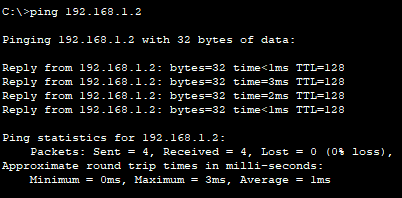 C:\>ping 192.168.1.2
Pinging 192.168.1.2 with 32 bytes of data:
Reply from 192.168.1.2: bytes=32 time<1ms TTL=128
Reply from 192.168.1.2: bytes=32 time=3ms TTL=128
Reply from 192.168.1.2: bytes=32 time=2ms TTL=128
Reply from 192.168.1.2: bytes=32 time<1ms TTL=128
Ping statistics for 192.168.1.2:
Packets: Sent = 4, Received = 4, Lost = 0 (0% loss),
Approximate round trip times in milli-seconds:
Minimum = 0ms, Maximum = 3ms, Average = 1ms